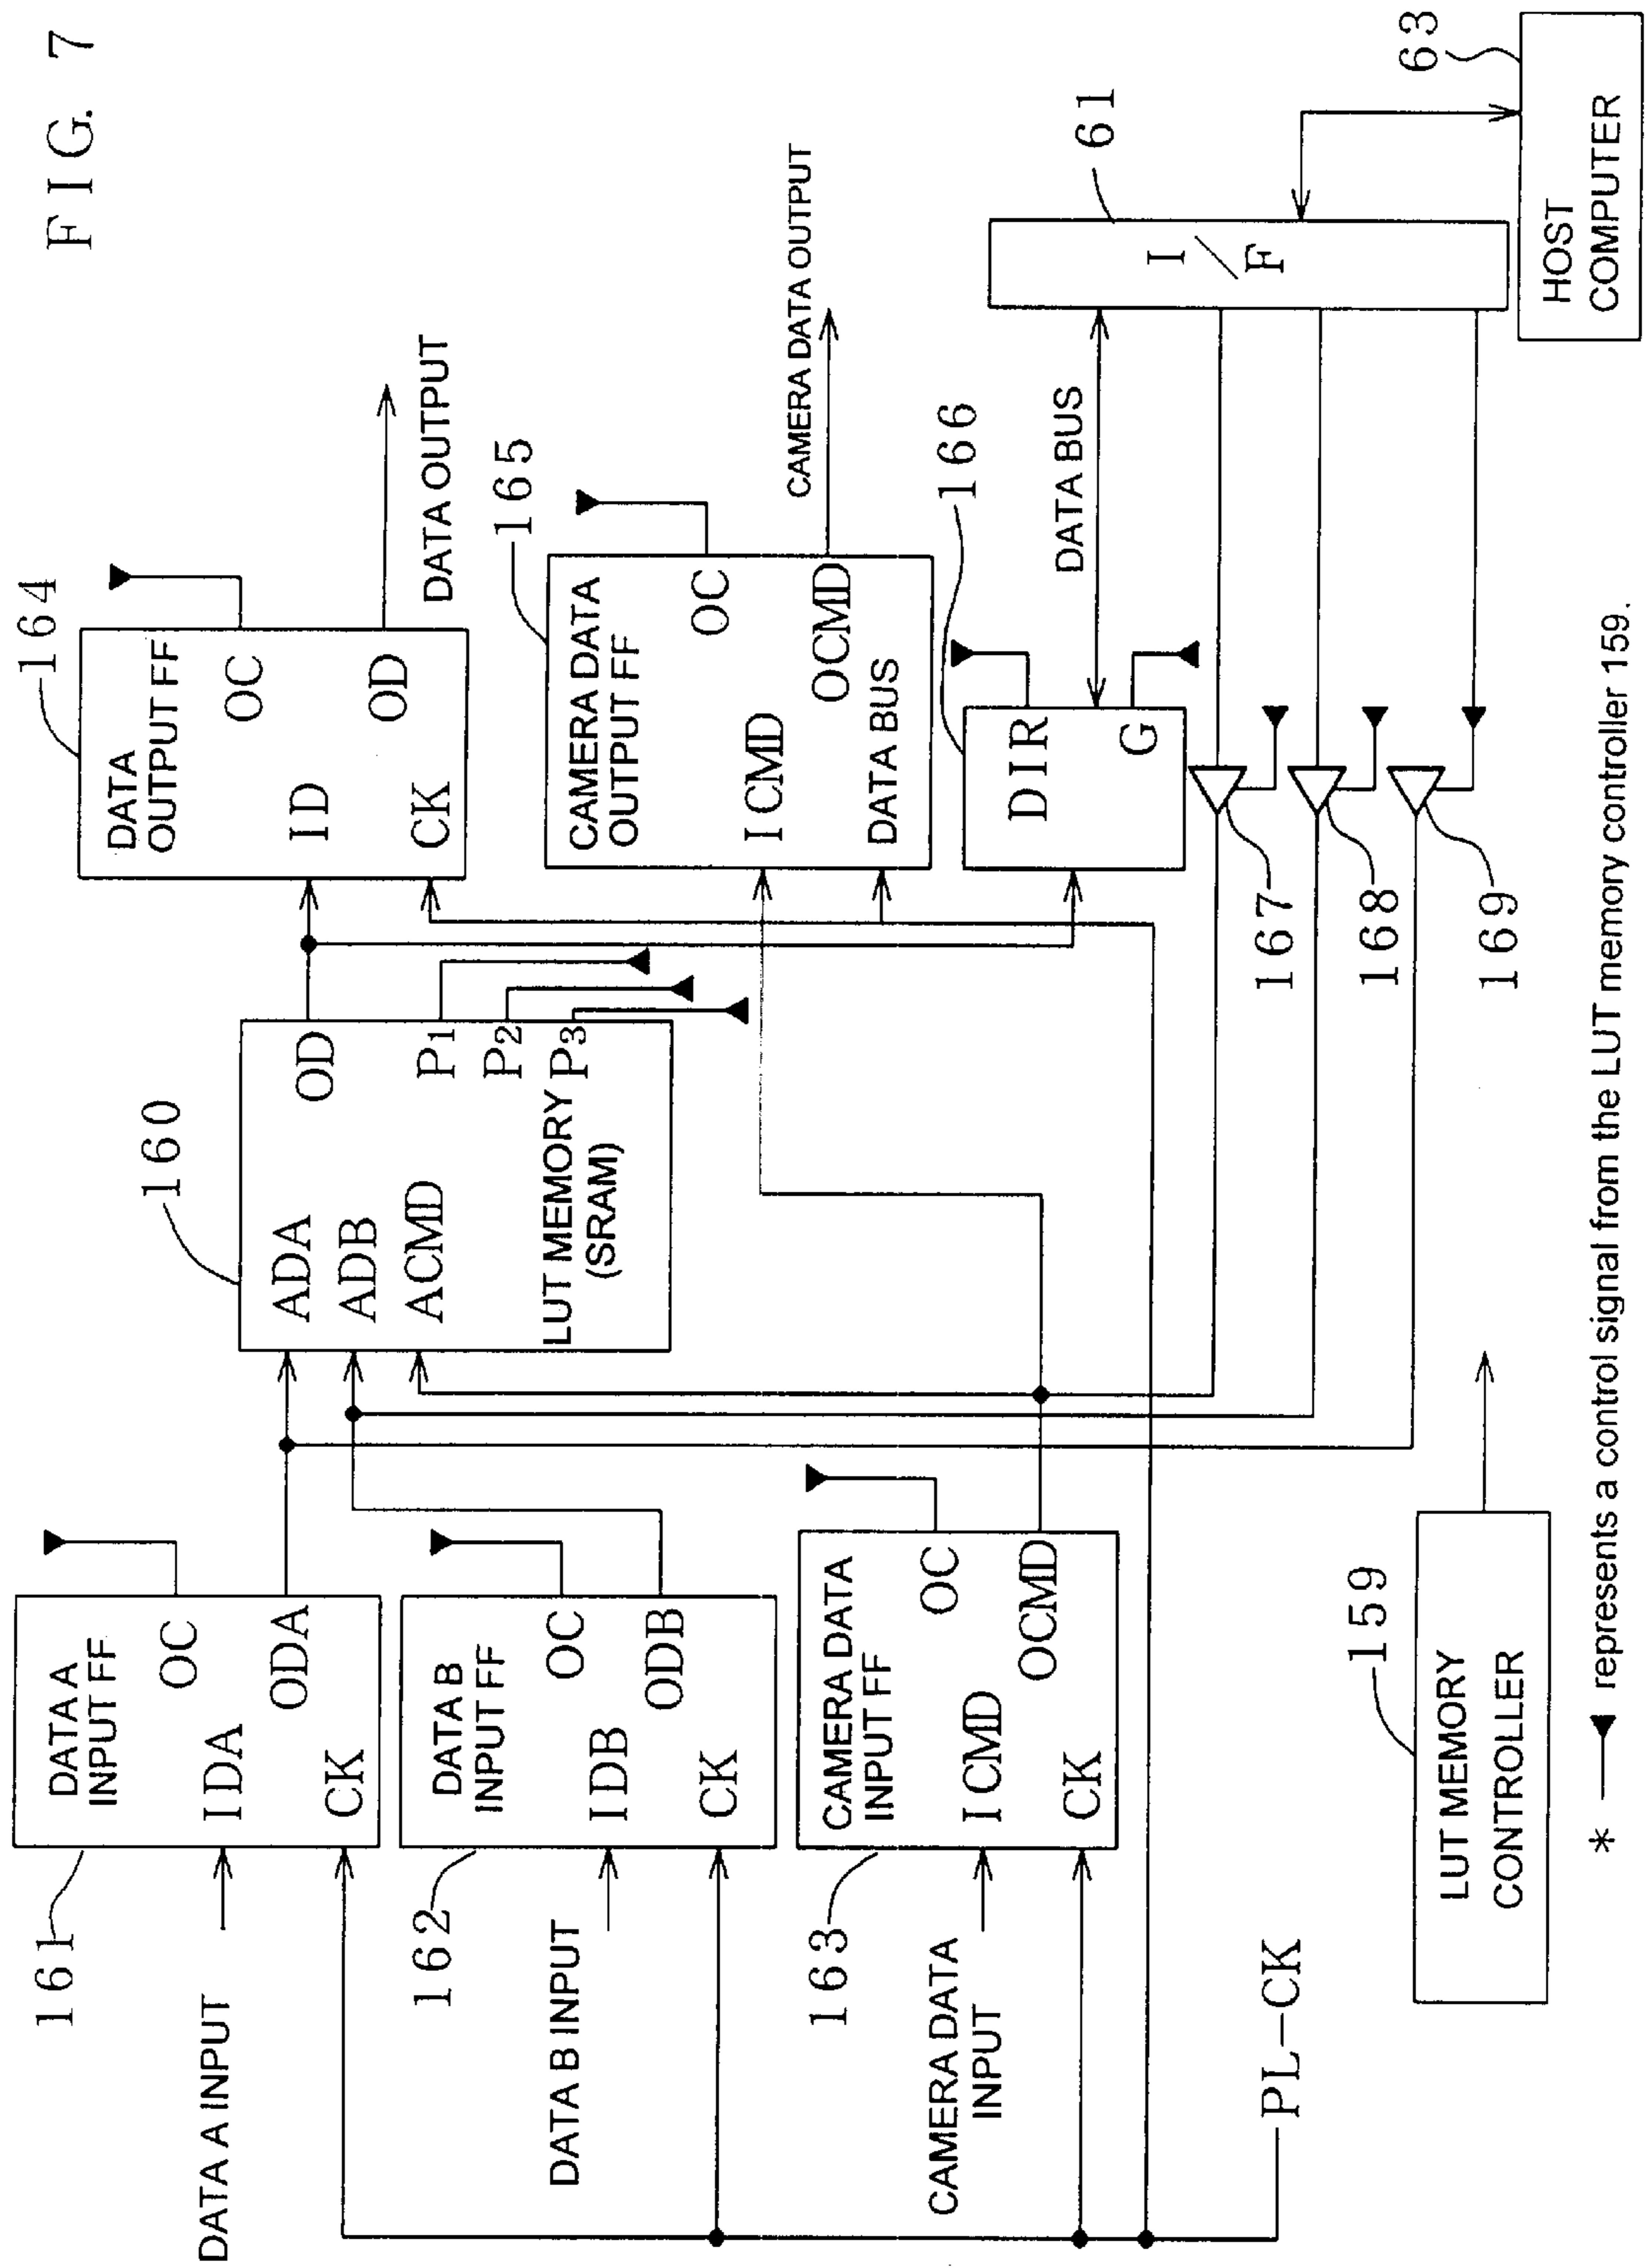 FIG. 7
161
DATA A
INPUT FF
OC
IDA
ODA
CK
DATA A INPUT
162
DATA B
INPUT FF
OC
IDB
ODB
CK
DATA B INPUT
163
CAMERA DATA
INPUT FF
OC
ICMD
OCMD
CK
CAMERA DATA
INPUT
PL-CK
160
ADA
OD
ADB
P1
ACMD
P2
P3
LUT MEMORY
(SRAM)
164
DATA
OUTPUT FF
OC
ID
OD
CK
DATA OUTPUT
165
CAMERA DATA
OUTPUT FF
OC
ICMD
OCMD
DATA BUS
CAMERA DATA OUTPUT
166
DIR
G
DATA BUS
167
168
169
61
I/F
63
HOST
COMPUTER
159
LUT MEMORY
CONTROLLER
* represents a control signal from the LUT memory controller 159.